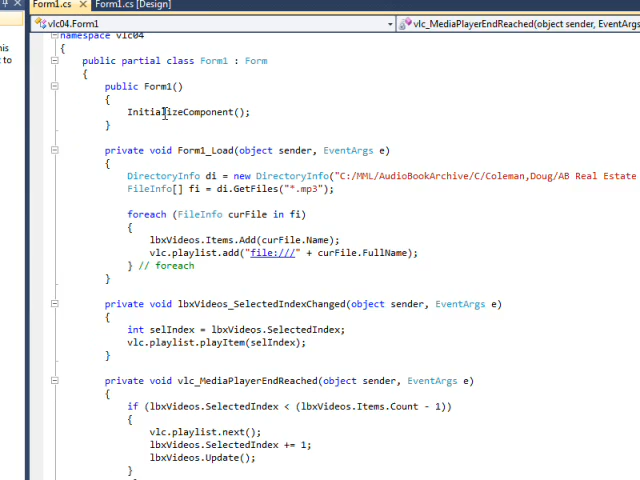 Form1.cs
Form1.cs [Design]
vlc04.Form1
vlc_MediaPlayerEndReached(object sender, EventArgs
his
to
namespace vlc04
{
public partial class Form1 : Form
{
public Form1()
{
InitializeComponent();
}
private void Form1_Load(object sender, EventArgs e)
{
DirectoryInfo di = new DirectoryInfo("C:/MML/AudioBookArchive/C/Coleman,Doug/AB Real Estate
FileInfo[] fi = di.GetFiles("*.mp3");
foreach (FileInfo curFile in fi)
{
lbxVideos.Items.Add(curFile.Name);
vlc.playlist.add("file:///" + curFile.FullName);
} // foreach
}
private void lbxVideos_SelectedIndexChanged(object sender, EventArgs e)
{
int selIndex = lbxVideos.SelectedIndex;
vlc.playlist.playItem(selIndex);
}
private void vlc_MediaPlayerEndReached(object sender, EventArgs e)
{
if (lbxVideos.SelectedIndex < (lbxVideos.Items.Count - 1))
{
vlc.playlist.next();
lbxVideos.SelectedIndex += 1;
lbxVideos.Update();
}